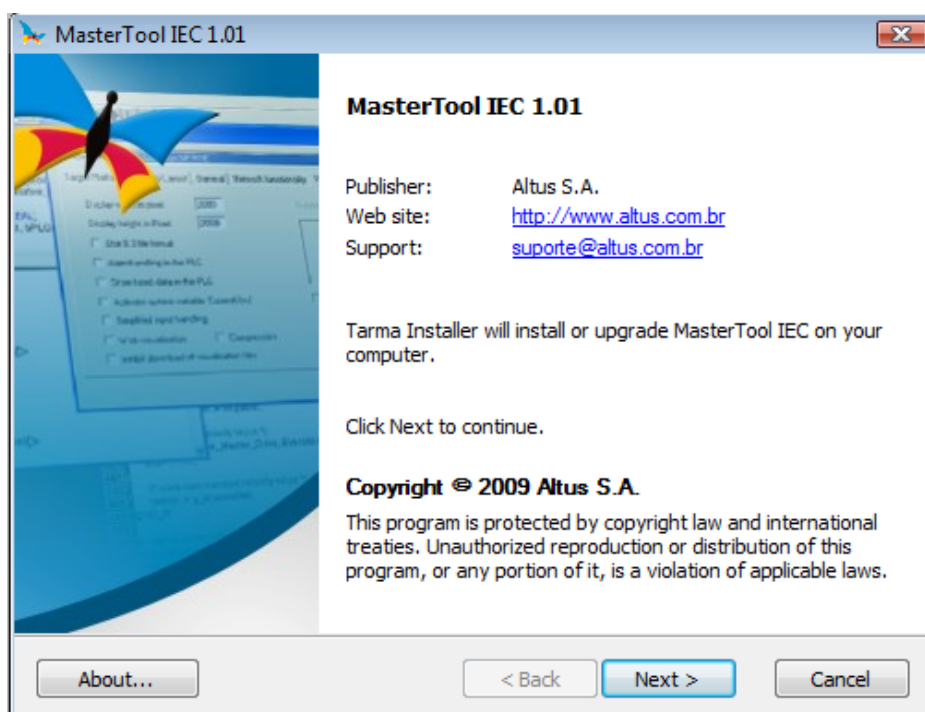 MasterTool IEC 1.01
MasterTool IEC 1.01
Publisher: Altus S.A.
Web site: http://www.altus.com.br
Support: suporte@altus.com.br
Tarma Installer will install or upgrade MasterTool IEC on your
computer.
Click Next to continue.
Copyright © 2009 Altus S.A.
This program is protected by copyright law and international
treaties. Unauthorized reproduction or distribution of this
program, or any portion of it, is a violation of applicable laws.
About... < Back Next > Cancel